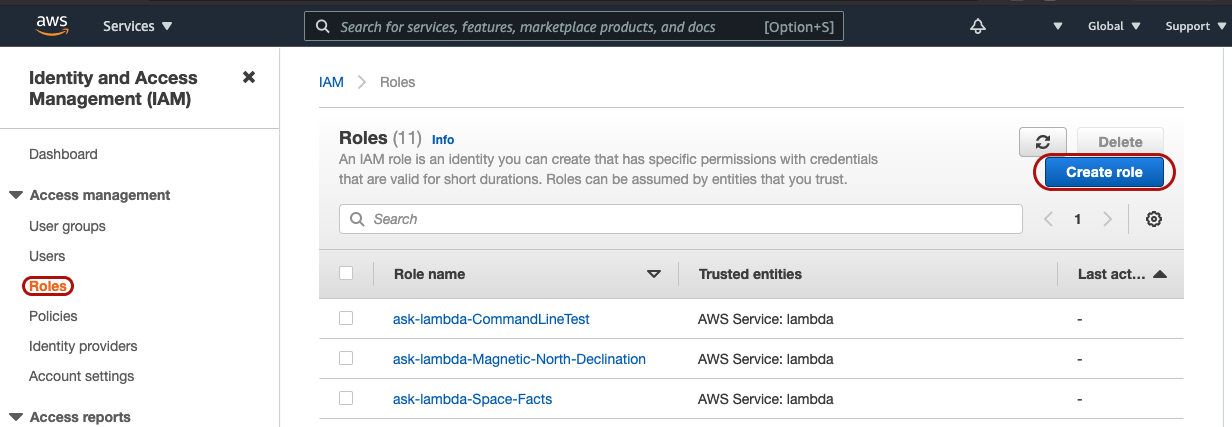 aws Services Search for services, features, marketplace products, and docs [Option+S] Global Support
Identity and Access
Management (IAM)
Dashboard
Access management
User groups
Users
Roles
Policies
Identity providers
Account settings
Access reports
IAM Roles
Roles (11) Info
Delete
An IAM role is an identity you can create that has specific permissions with credentials
that are valid for short durations. Roles can be assumed by entities that you trust.
Create role
Search 1
Role name Trusted entities Last act...
ask-lambda-CommandLineTest AWS Service: lambda -
ask-lambda-Magnetic-North-Declination AWS Service: lambda -
ask-lambda-Space-Facts AWS Service: lambda -